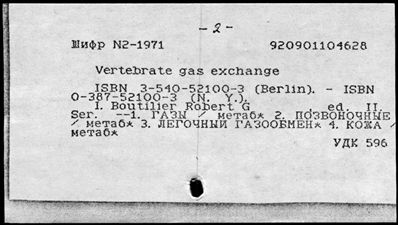 - 2 -
Шифр N2-1971 920901104628
Vertebrate gas exchange
ISBN 3-540-52100-3 (Berlin). - ISBN
0-387-52100-3 (N. Y.).
I. Boutilier Robert G , ed. II.
Ser. --1. ГАЗЫ / метаб* 2. ПОЗВОНОЧНЫЕ
/ метаб* 3. ЛЕГОЧНЫЙ ГАЗООБМЕН* 4. КОЖА /
метаб*
УДК 596